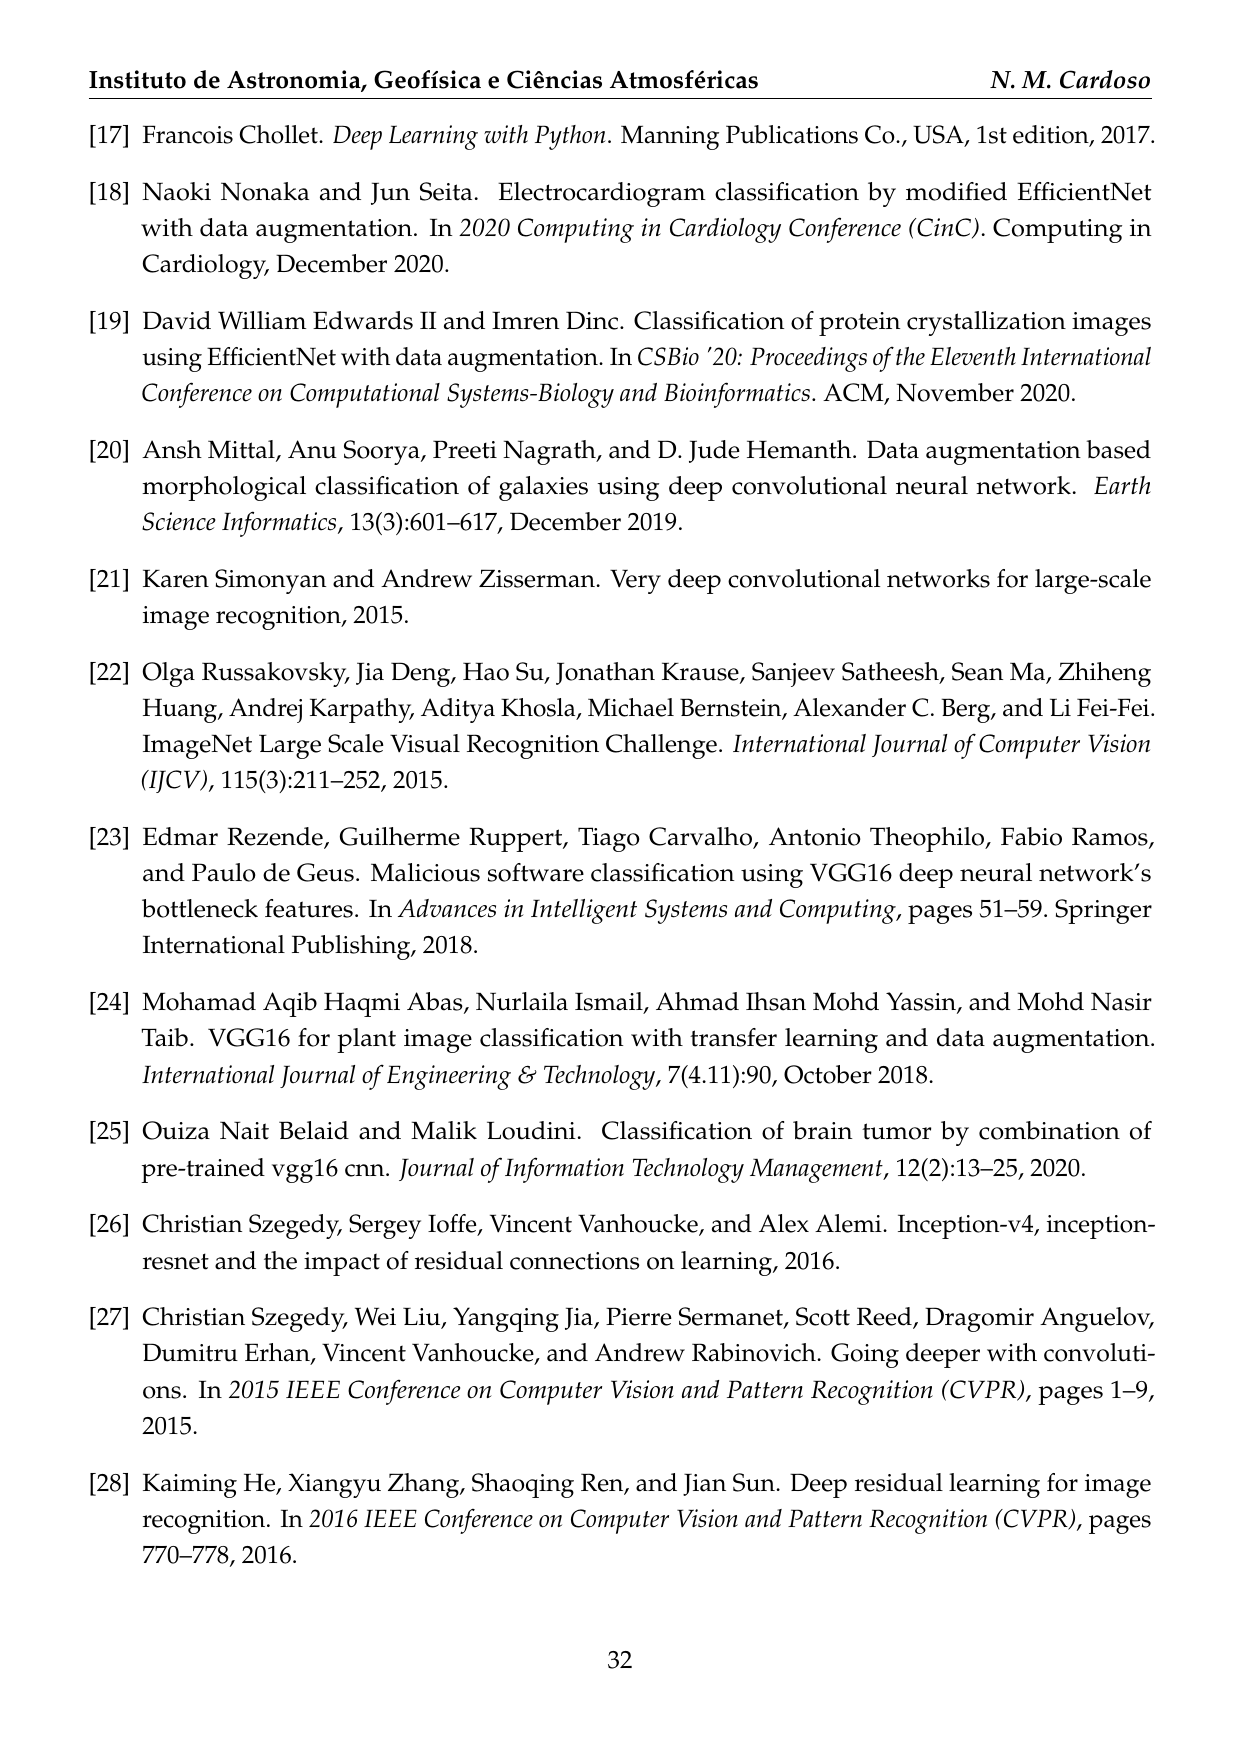 Instituto de Astronomia, Geofísica e Ciências Atmosféricas N. M. Cardoso
[17] Francois Chollet. Deep Learning with Python. Manning Publications Co., USA, 1st edition, 2017.
[18] Naoki Nonaka and Jun Seita. Electrocardiogram classification by modified EfficientNet
with data augmentation. In 2020 Computing in Cardiology Conference (CinC). Computing in
Cardiology, December 2020.
[19] David William Edwards II and Imren Dinc. Classification of protein crystallization images
using EfficientNet with data augmentation. In CSBio '20: Proceedings of the Eleventh International
Conference on Computational Systems-Biology and Bioinformatics. ACM, November 2020.
[20] Ansh Mittal, Anu Soorya, Preeti Nagrath, and D. Jude Hemanth. Data augmentation based
morphological classification of galaxies using deep convolutional neural network. Earth
Science Informatics, 13(3):601–617, December 2019.
[21] Karen Simonyan and Andrew Zisserman. Very deep convolutional networks for large-scale
image recognition, 2015.
[22] Olga Russakovsky, Jia Deng, Hao Su, Jonathan Krause, Sanjeev Satheesh, Sean Ma, Zhiheng
Huang, Andrej Karpathy, Aditya Khosla, Michael Bernstein, Alexander C. Berg, and Li Fei-Fei.
ImageNet Large Scale Visual Recognition Challenge. International Journal of Computer Vision
(IJCV), 115(3):211–252, 2015.
[23] Edmar Rezende, Guilherme Ruppert, Tiago Carvalho, Antonio Theophilo, Fabio Ramos,
and Paulo de Geus. Malicious software classification using VGG16 deep neural network's
bottleneck features. In Advances in Intelligent Systems and Computing, pages 51–59. Springer
International Publishing, 2018.
[24] Mohamad Aqib Haqmi Abas, Nurlaila Ismail, Ahmad Ihsan Mohd Yassin, and Mohd Nasir
Taib. VGG16 for plant image classification with transfer learning and data augmentation.
International Journal of Engineering & Technology, 7(4.11):90, October 2018.
[25] Ouiza Nait Belaid and Malik Loudini. Classification of brain tumor by combination of
pre-trained vgg16 cnn. Journal of Information Technology Management, 12(2):13–25, 2020.
[26] Christian Szegedy, Sergey Ioffe, Vincent Vanhoucke, and Alex Alemi. Inception-v4, inception-
resnet and the impact of residual connections on learning, 2016.
[27] Christian Szegedy, Wei Liu, Yangqing Jia, Pierre Sermanet, Scott Reed, Dragomir Anguelov,
Dumitru Erhan, Vincent Vanhoucke, and Andrew Rabinovich. Going deeper with convoluti-
ons. In 2015 IEEE Conference on Computer Vision and Pattern Recognition (CVPR), pages 1–9,
2015.
[28] Kaiming He, Xiangyu Zhang, Shaoqing Ren, and Jian Sun. Deep residual learning for image
recognition. In 2016 IEEE Conference on Computer Vision and Pattern Recognition (CVPR), pages
770–778, 2016.
32